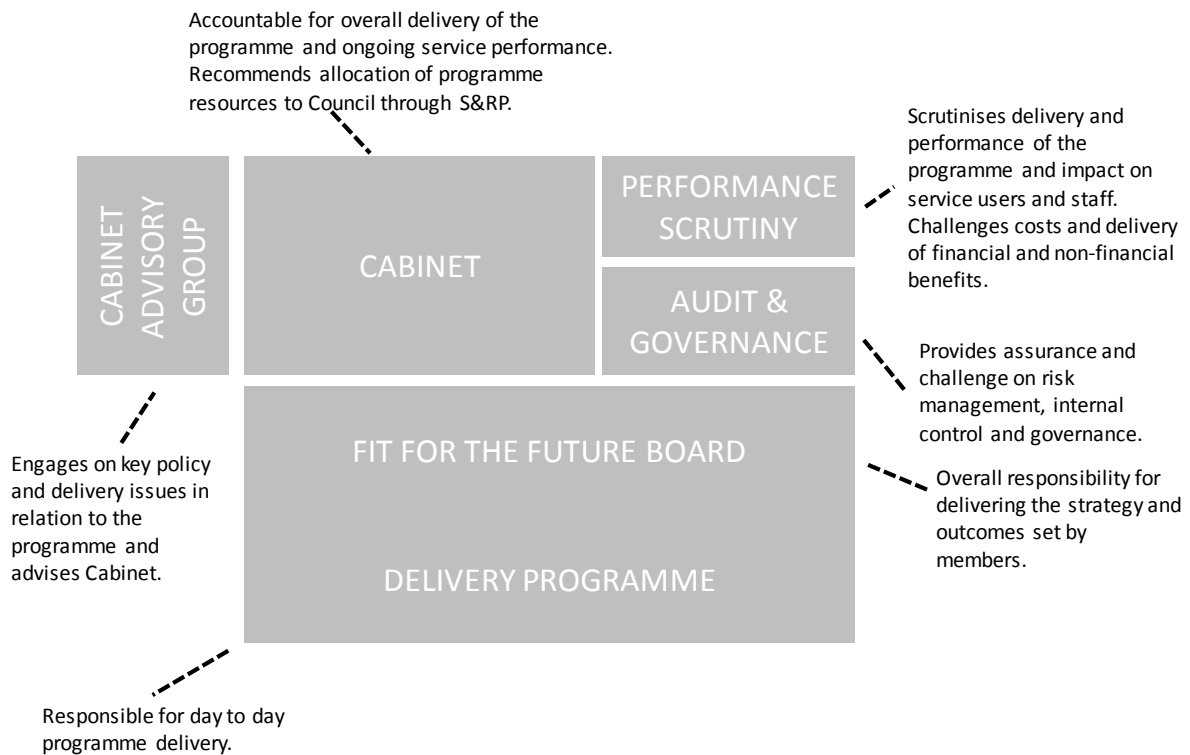 Accountable for overall delivery of the
programme and ongoing service performance.
Recommends allocation of programme
resources to Council through S&RP.
CABINET
ADVISORY
GROUP
CABINET
PERFORMANCE
SCRUTINY
Scrutinises delivery and
performance of the
programme and impact on
service users and staff.
Challenges costs and delivery
of financial and non-financial
benefits.
AUDIT &
GOVERNANCE
Provides assurance and
challenge on risk
management, internal
control and governance.
Engages on key policy
and delivery issues in
relation to the
programme and
advises Cabinet.
FIT FOR THE FUTURE BOARD
Overall responsibility for
delivering the strategy and
outcomes set by
members.
DELIVERY PROGRAMME
Responsible for day to day
programme delivery.